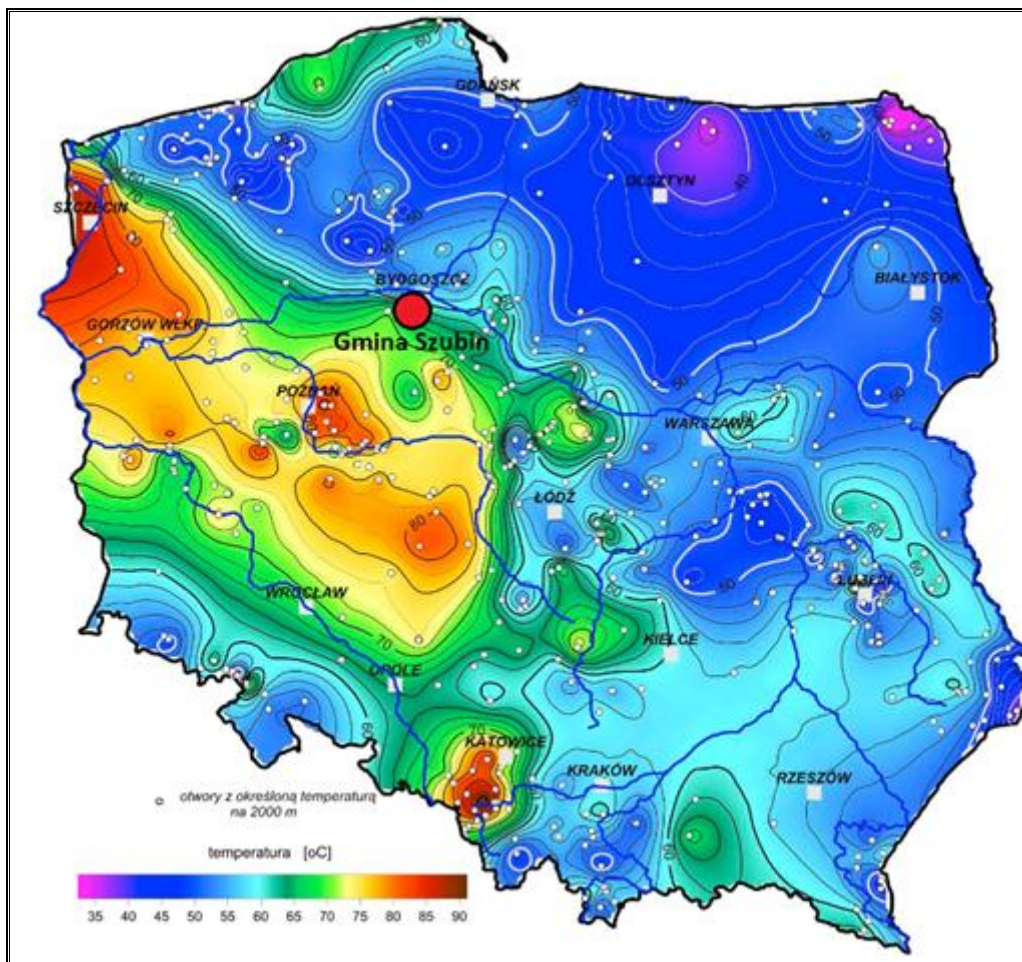 GDAŃSK
OLSZTYN
SZCZECIN
BIAŁYSTOK
BYDGOSZCZ
GORZÓW WLKP
Gmina Szubin
POZNAŃ
WARSZAWA
ŁÓDŹ
LUBLIN
WROCŁAW
KIELCE
OPOLE
KATOWICE
KRAKÓW
RZESZÓW
otwory z określoną temperaturą
na 2000 m
temperatura [oC]
35 40 45 50 55 60 65 70 75 80 85 90